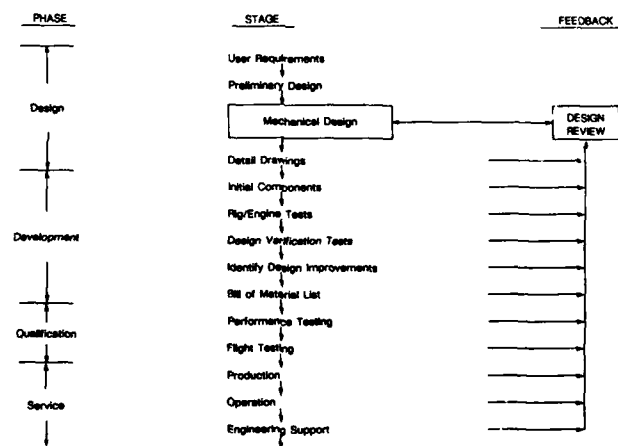 PHASE STAGE FEEDBACK
User Requirements
Preliminary Design
Design Mechanical Design DESIGN
REVIEW
Detail Drawings
Initial Components
Rig/Engine Tests
Development Design Verification Tests
Identify Design Improvements
Bill of Material List
Performance Testing
Qualification
Flight Testing
Production
Service Operation
Engineering Support